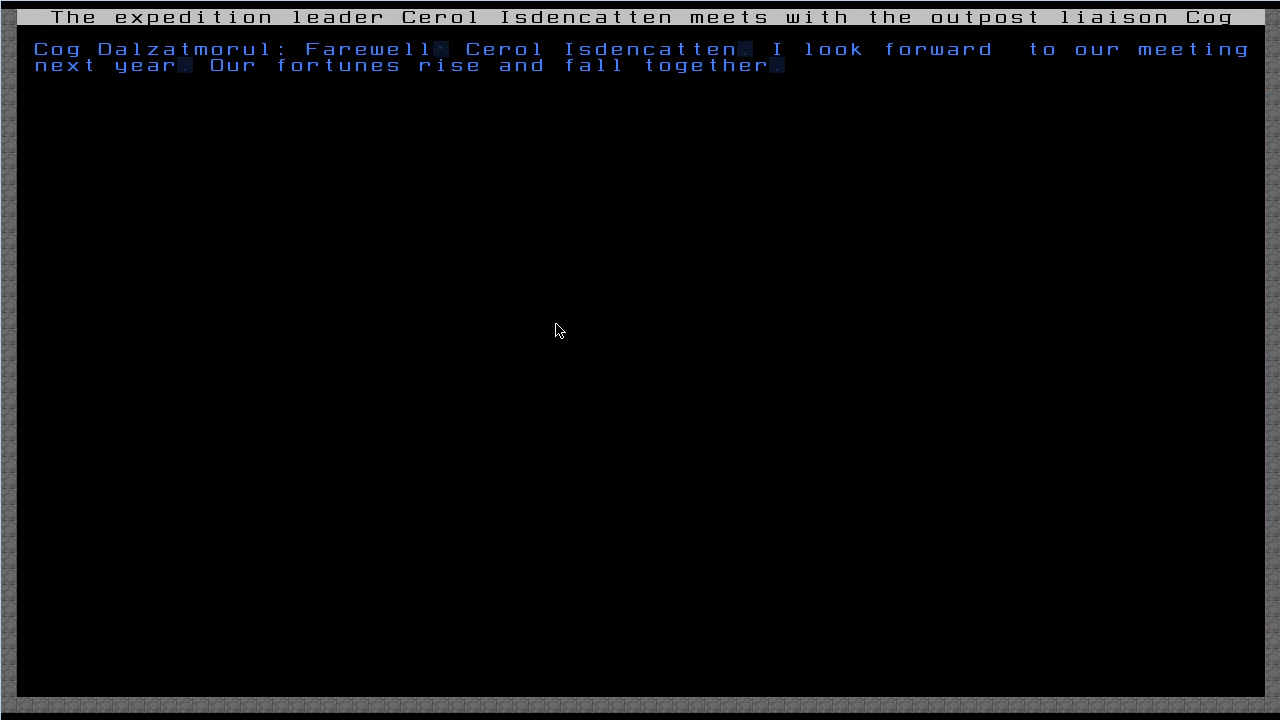 The expedition leader Cerol Isdencatten meets with the outpost liaison Cog
Cog Dalzatmorul: Farewell, Cerol Isdencatten. I look forward to our meeting
next year. Our fortunes rise and fall together.